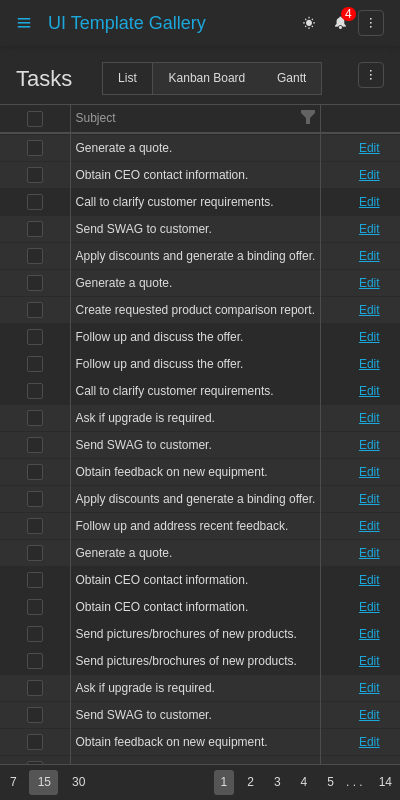 UI Template Gallery 4
Tasks List Kanban Board Gantt
Subject
Generate a quote. Edit
Obtain CEO contact information. Edit
Call to clarify customer requirements. Edit
Send SWAG to customer. Edit
Apply discounts and generate a binding offer. Edit
Generate a quote. Edit
Create requested product comparison report. Edit
Follow up and discuss the offer. Edit
Follow up and discuss the offer. Edit
Call to clarify customer requirements. Edit
Ask if upgrade is required. Edit
Send SWAG to customer. Edit
Obtain feedback on new equipment. Edit
Apply discounts and generate a binding offer. Edit
Follow up and address recent feedback. Edit
Generate a quote. Edit
Obtain CEO contact information. Edit
Obtain CEO contact information. Edit
Send pictures/brochures of new products. Edit
Send pictures/brochures of new products. Edit
Ask if upgrade is required. Edit
Send SWAG to customer. Edit
Obtain feedback on new equipment. Edit
7 15 30 1 2 3 4 5 . . . 14